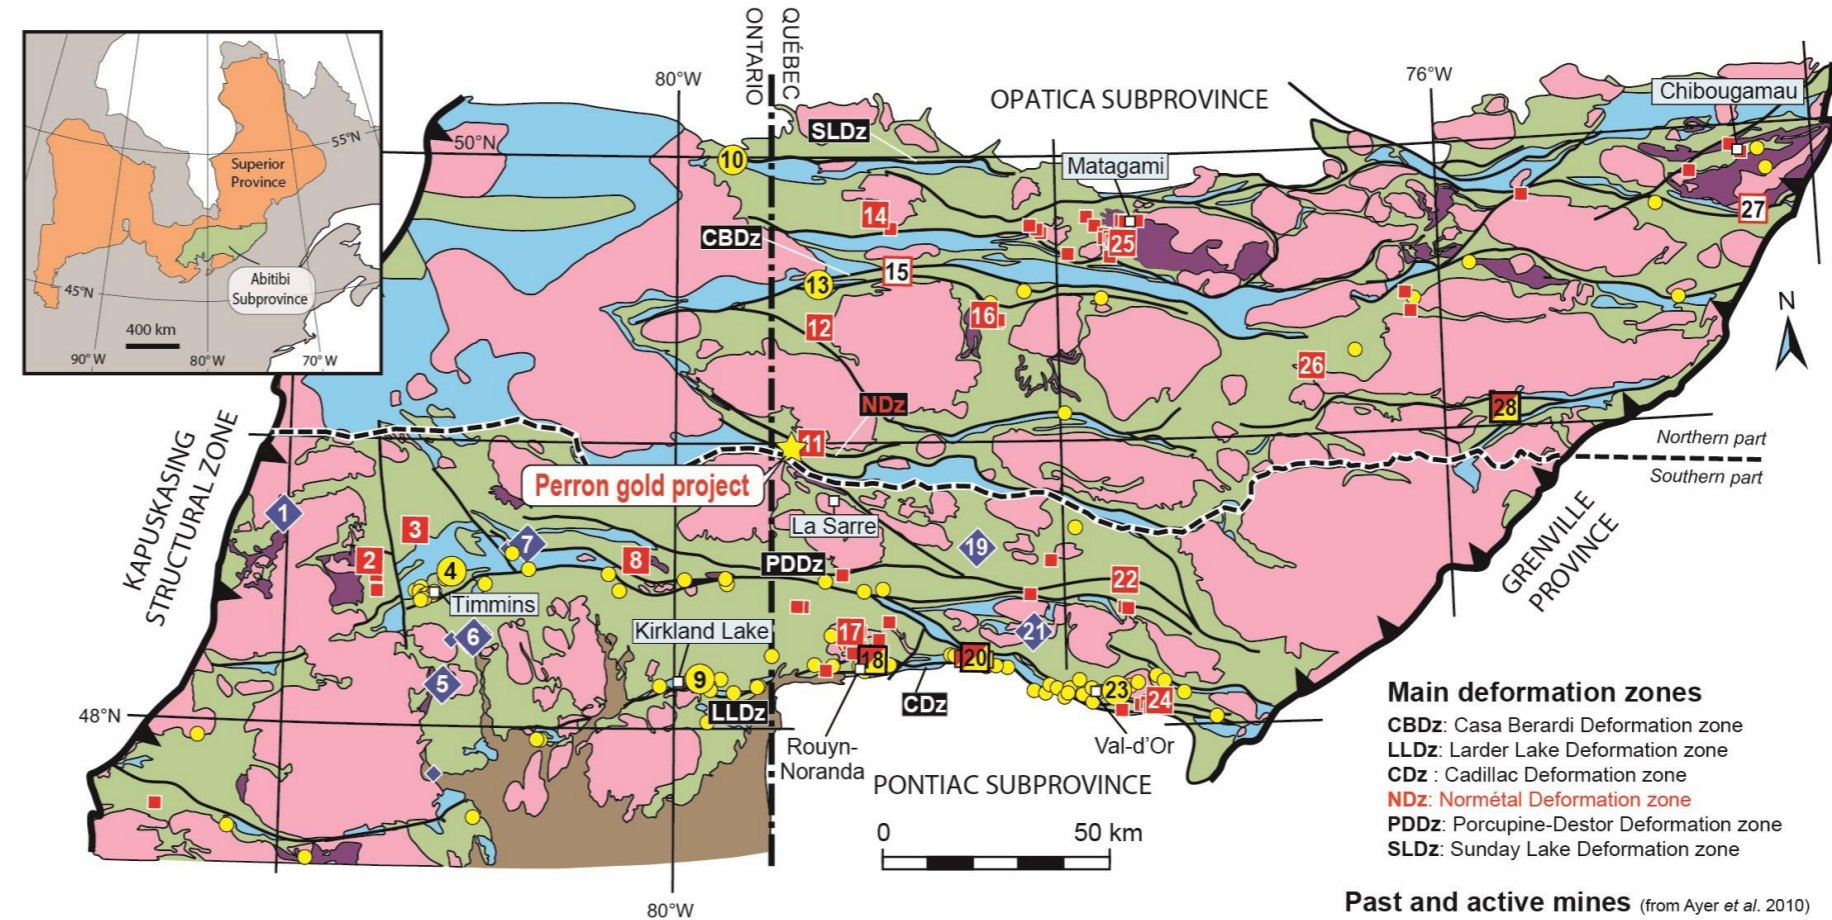 55°N
Superior
Province
Abitibi
Subprovince
45°N
400 km
90°W
80°W
70°W
ONTARIO
QUÉBEC
80°W
76°W
50°N
OPATICA SUBPROVINCE
Chibougamau
SLDz
10
Matagami
14
27
CBDz
25
15
13
N
16
12
26
NDz
28
11
Northern part
Southern part
Perron gold project
KAPUSKASING
STRUCTURAL ZONE
GRENVILLE
PROVINCE
1
3
La Sarre
7
19
2
8
PDDz
4
22
Timmins
6
Kirkland Lake
17
21
18
20
5
9
23
24
CDz
LLDz
48°N
Rouyn-
Noranda
Val-d'Or
PONTIAC SUBPROVINCE
0
50 km
80°W
Main deformation zones
CBDz: Casa Berardi Deformation zone
LLDz: Larder Lake Deformation zone
CDz : Cadillac Deformation zone
NDz: Normétal Deformation zone
PDDz: Porcupine-Destor Deformation zone
SLDz: Sunday Lake Deformation zone
Past and active mines (from Ayer et al. 2010)